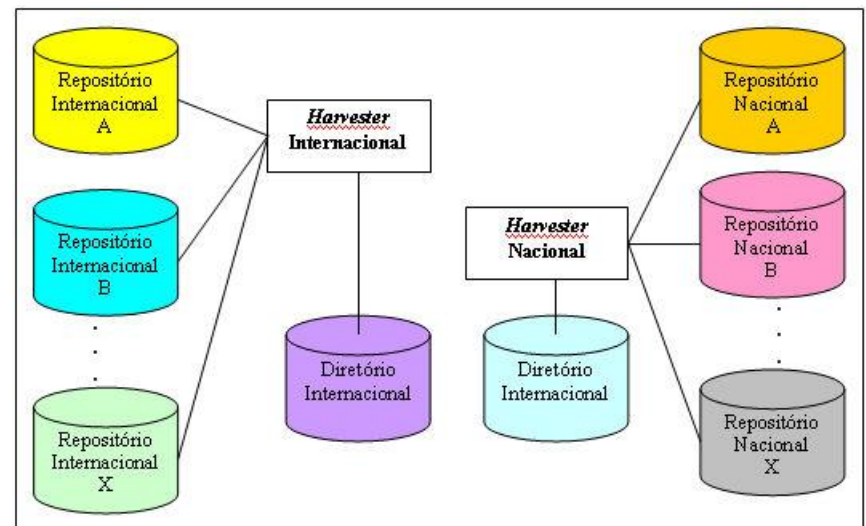 Repositório
Internacional
A
Harvester
Internacional
Repositório
Nacional
A
Repositório
Internacional
B
Harvester
Nacional
Repositório
Nacional
B
Diretório
Internacional
Diretório
Internacional
Repositório
Internacional
X
Repositório
Nacional
X